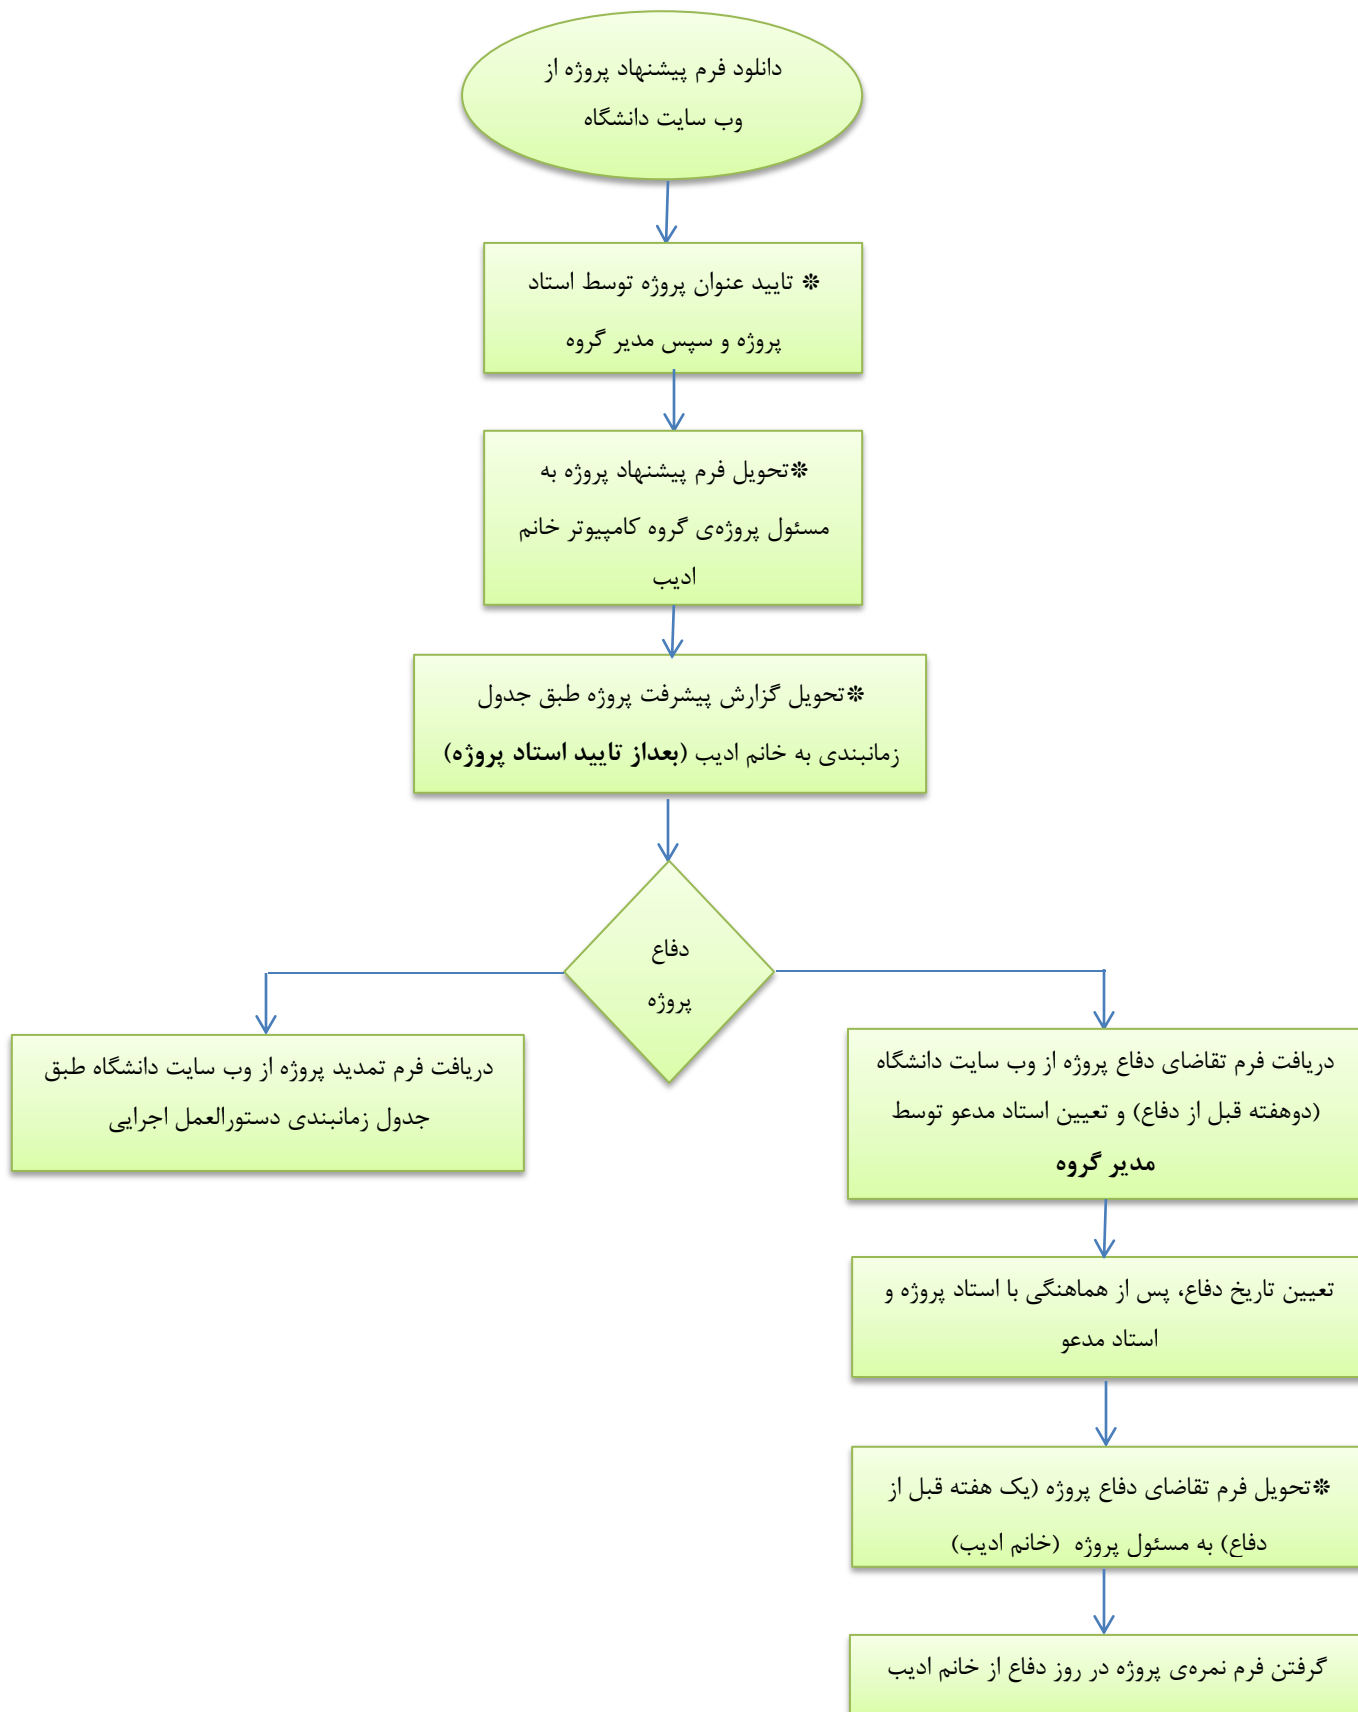 دانلود فرم پیشنهاد پروژه از
وب سایت دانشگاه
❊ تایید عنوان پروژه توسط استاد
پروژه و سپس مدیر گروه
❊تحویل فرم پیشنهاد پروژه به
مسئول پروژه‌ی گروه کامپیوتر خانم
ادیب
❊تحویل گزارش پیشرفت پروژه طبق جدول
زمانبندی به خانم ادیب (بعداز تایید استاد پروژه)
دفاع
پروژه
دریافت فرم تمدید پروژه از وب سایت دانشگاه طبق
جدول زمانبندی دستورالعمل اجرایی
دریافت فرم تقاضای دفاع پروژه از وب سایت دانشگاه
(دوهفته قبل از دفاع) و تعیین استاد مدعو توسط
مدیر گروه
تعیین تاریخ دفاع، پس از هماهنگی با استاد پروژه و
استاد مدعو
❊تحویل فرم تقاضای دفاع پروژه (یک هفته قبل از
دفاع) به مسئول پروژه (خانم ادیب)
گرفتن فرم نمره‌ی پروژه در روز دفاع از خانم ادیب